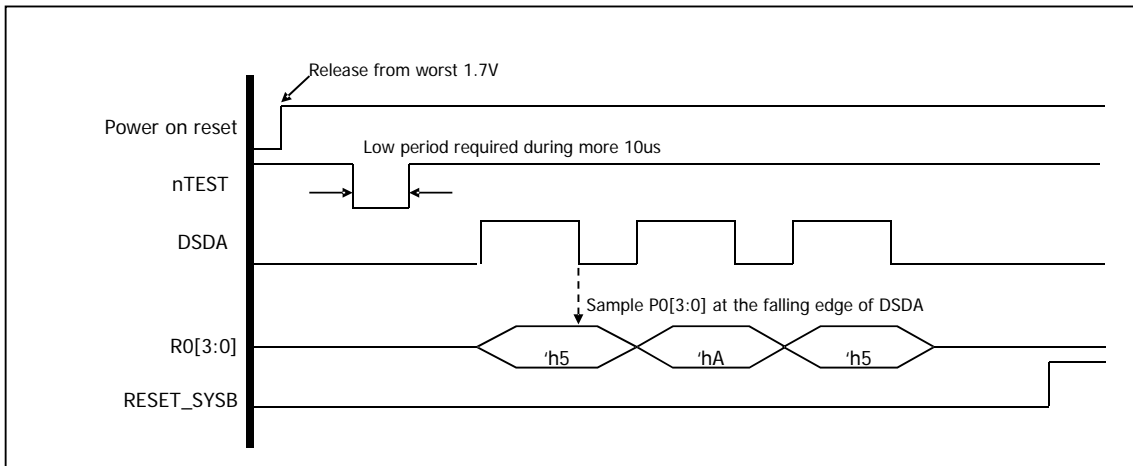 Release from worst 1.7V
Power on reset
Low period required during more 10us
nTEST
DSDA
Sample P0[3:0] at the falling edge of DSDA
R0[3:0]
‘h5
‘hA
‘h5
RESET_SYSB